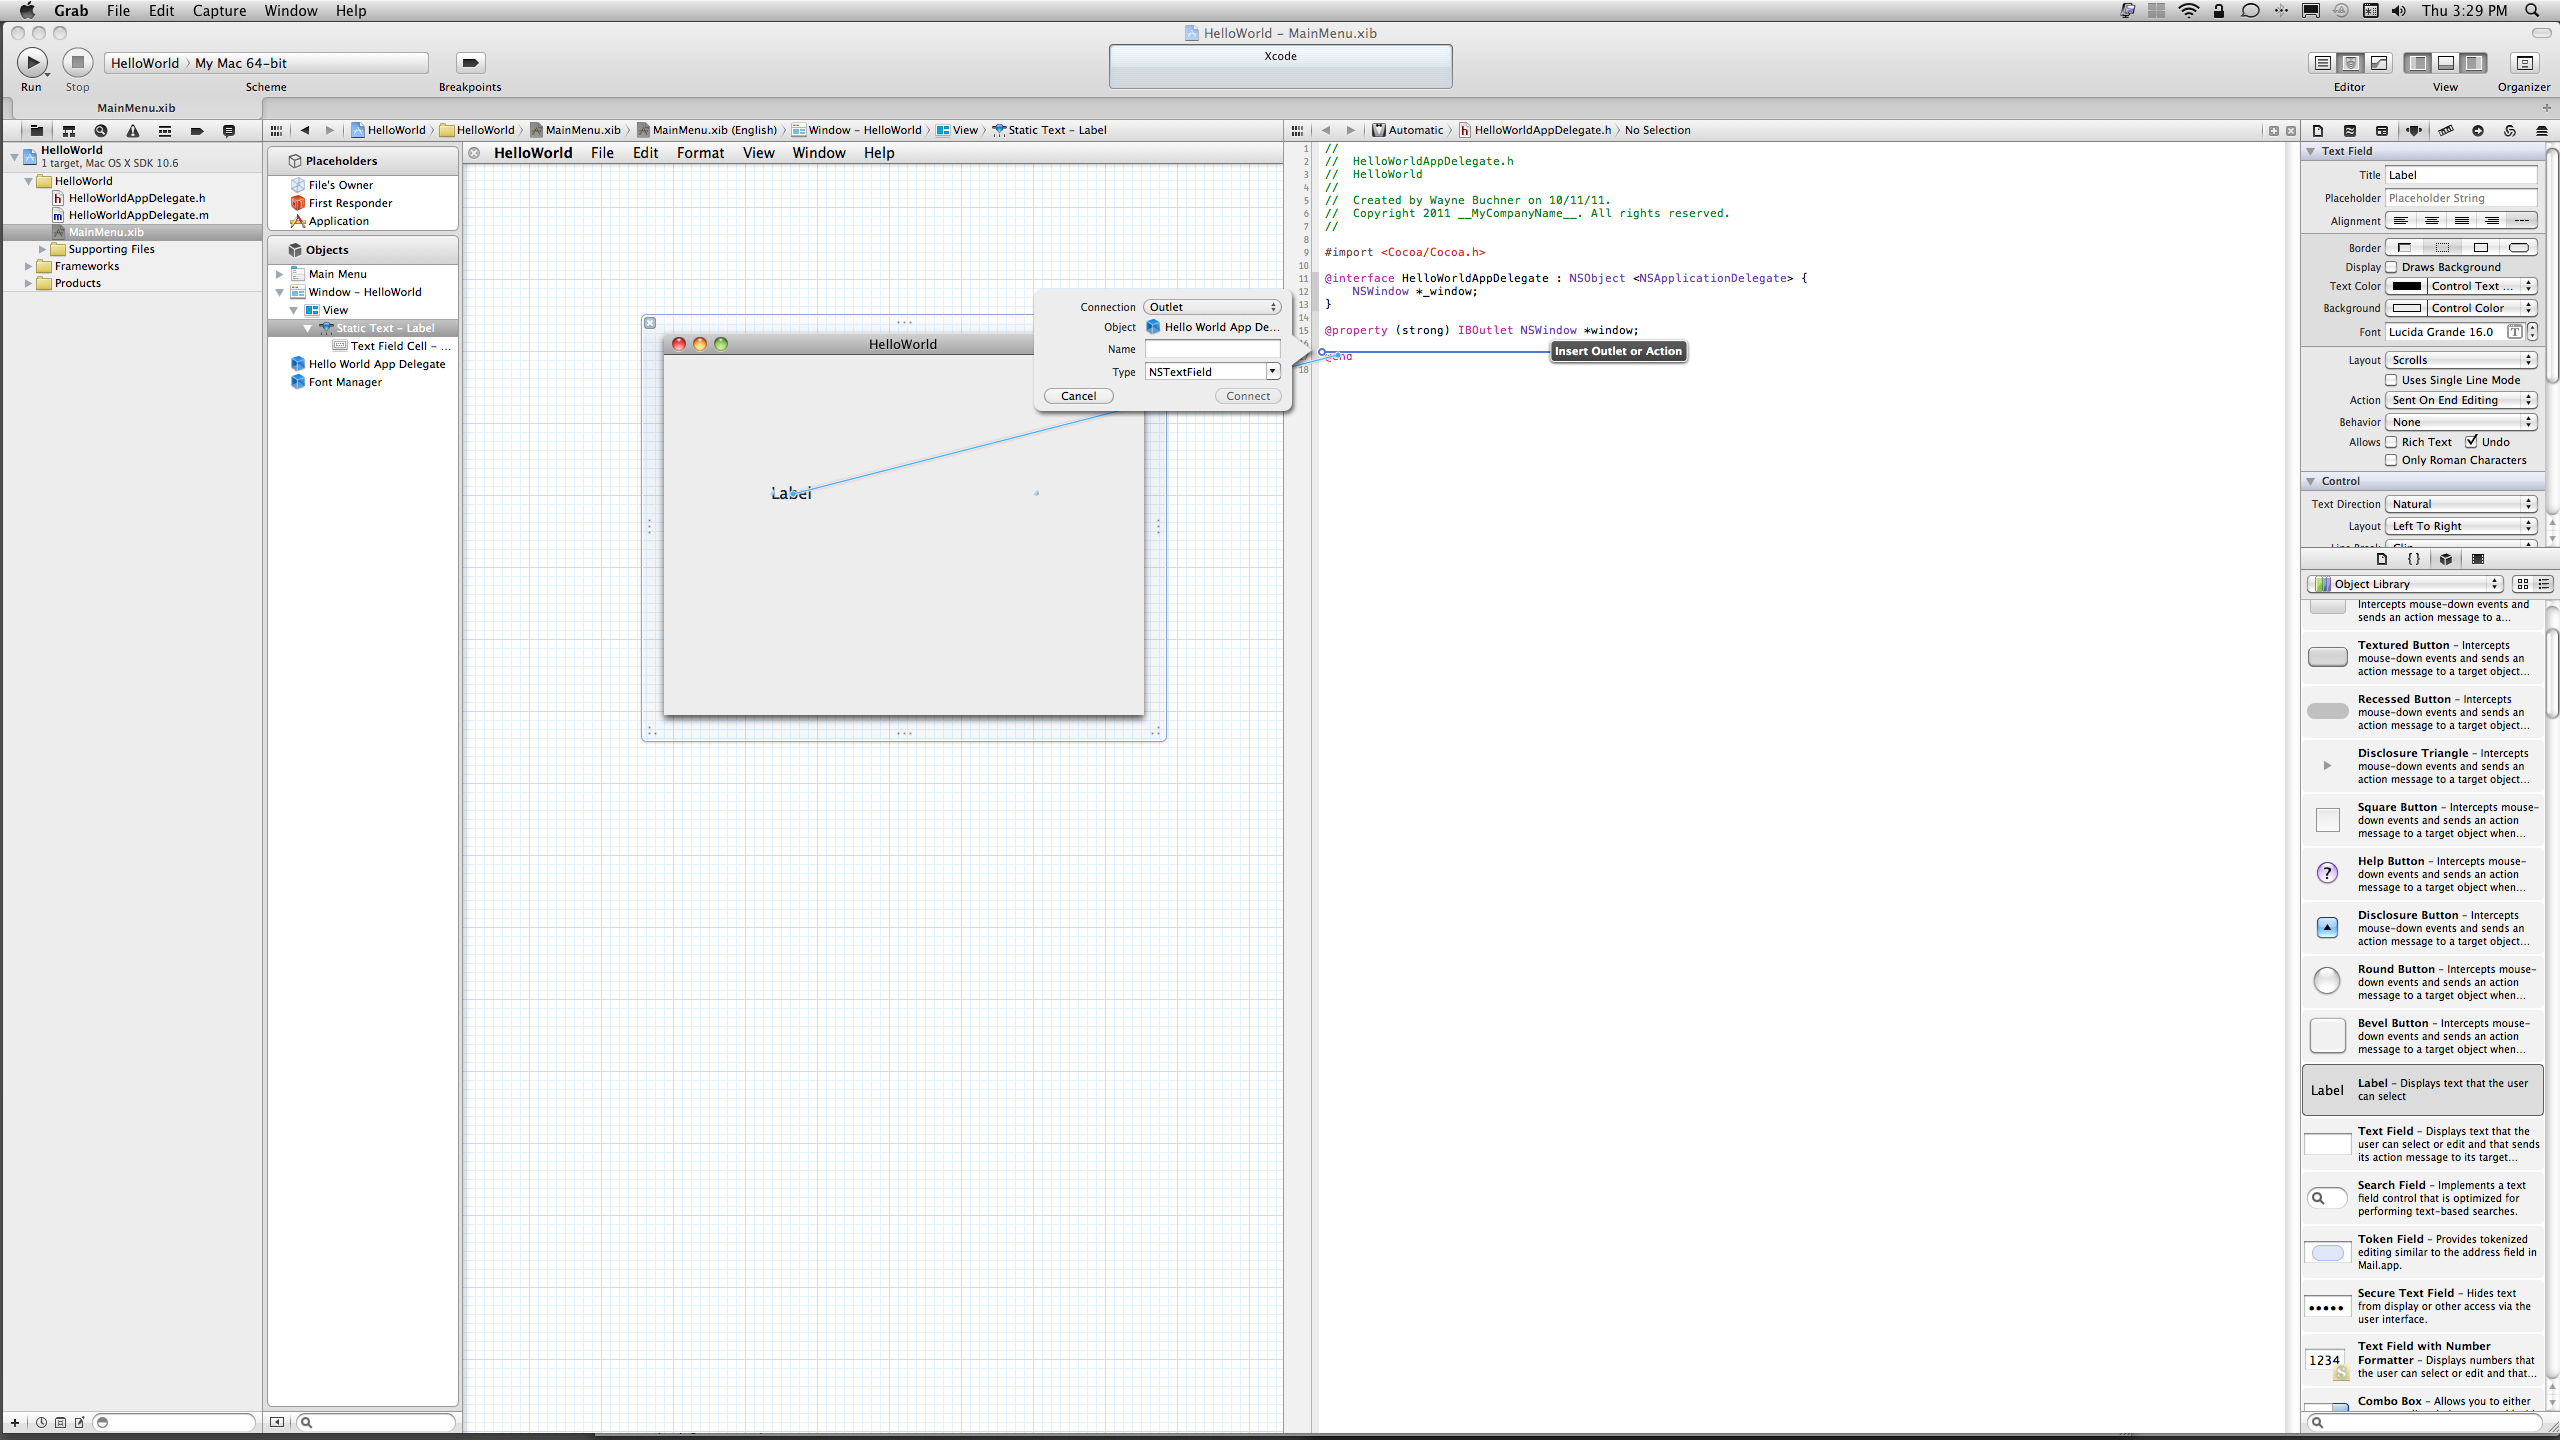 Grab File Edit Capture Window Help
Thu 3:29 PM
HelloWorld – MainMenu.xib
HelloWorld 〉 My Mac 64-bit
Xcode
Run Stop Scheme Breakpoints
Editor View Organizer
MainMenu.xib
HelloWorld
1 target, Mac OS X SDK 10.6
HelloWorld
HelloWorldAppDelegate.h
HelloWorldAppDelegate.m
MainMenu.xib
Supporting Files
Frameworks
Products
HelloWorld 〉 HelloWorld 〉 MainMenu.xib 〉 MainMenu.xib (English) 〉 Window – HelloWorld 〉 View 〉 Static Text – Label
Placeholders
File's Owner
First Responder
Application
Objects
Main Menu
Window – HelloWorld
View
Static Text – Label
Text Field Cell – ...
Hello World App Delegate
Font Manager
HelloWorld File Edit Format View Window Help
HelloWorld
Label
Connection Outlet
Object Hello World App De...
Name
Type NSTextField
Cancel Connect
Automatic 〉 HelloWorldAppDelegate.h 〉 No Selection
1 //
2 // HelloWorldAppDelegate.h
3 // HelloWorld
4 //
5 // Created by Wayne Buchner on 10/11/11.
6 // Copyright 2011 __MyCompanyName__. All rights reserved.
7 //
8
9 #import <Cocoa/Cocoa.h>
10
11 @interface HelloWorldAppDelegate : NSObject <NSApplicationDelegate> {
12 NSWindow *_window;
13 }
14
15 @property (strong) IBOutlet NSWindow *window;
@end
18
Insert Outlet or Action
Text Field
Title Label
Placeholder Placeholder String
Alignment
Border
Display Draws Background
Text Color Control Text ...
Background Control Color
Font Lucida Grande 16.0
Layout Scrolls
Uses Single Line Mode
Action Sent On End Editing
Behavior None
Allows Rich Text Undo
Only Roman Characters
Control
Text Direction Natural
Layout Left To Right
Object Library
Intercepts mouse-down events and
sends an action message to a...
Textured Button – Intercepts
mouse-down events and sends an
action message to a target object...
Recessed Button – Intercepts
mouse-down events and sends an
action message to a target object...
Disclosure Triangle – Intercepts
mouse-down events and sends an
action message to a target object...
Square Button – Intercepts mouse-
down events and sends an action
message to a target object when...
Help Button – Intercepts mouse-
down events and sends an action
message to a target object when...
Disclosure Button – Intercepts
mouse-down events and sends an
action message to a target object...
Round Button – Intercepts mouse-
down events and sends an action
message to a target object when...
Bevel Button – Intercepts mouse-
down events and sends an action
message to a target object when...
Label
Label – Displays text that the user
can select
Text Field – Displays text that the
user can select or edit and that sends
its action message to its target...
Search Field – Implements a text
field control that is optimized for
performing text-based searches.
Token Field – Provides tokenized
editing similar to the address field in
Mail.app.
Secure Text Field – Hides text
from display or other access via the
user interface.
1234
Text Field with Number
Formatter – Displays numbers that
the user can select or edit and that...
Combo Box – Allows you to either